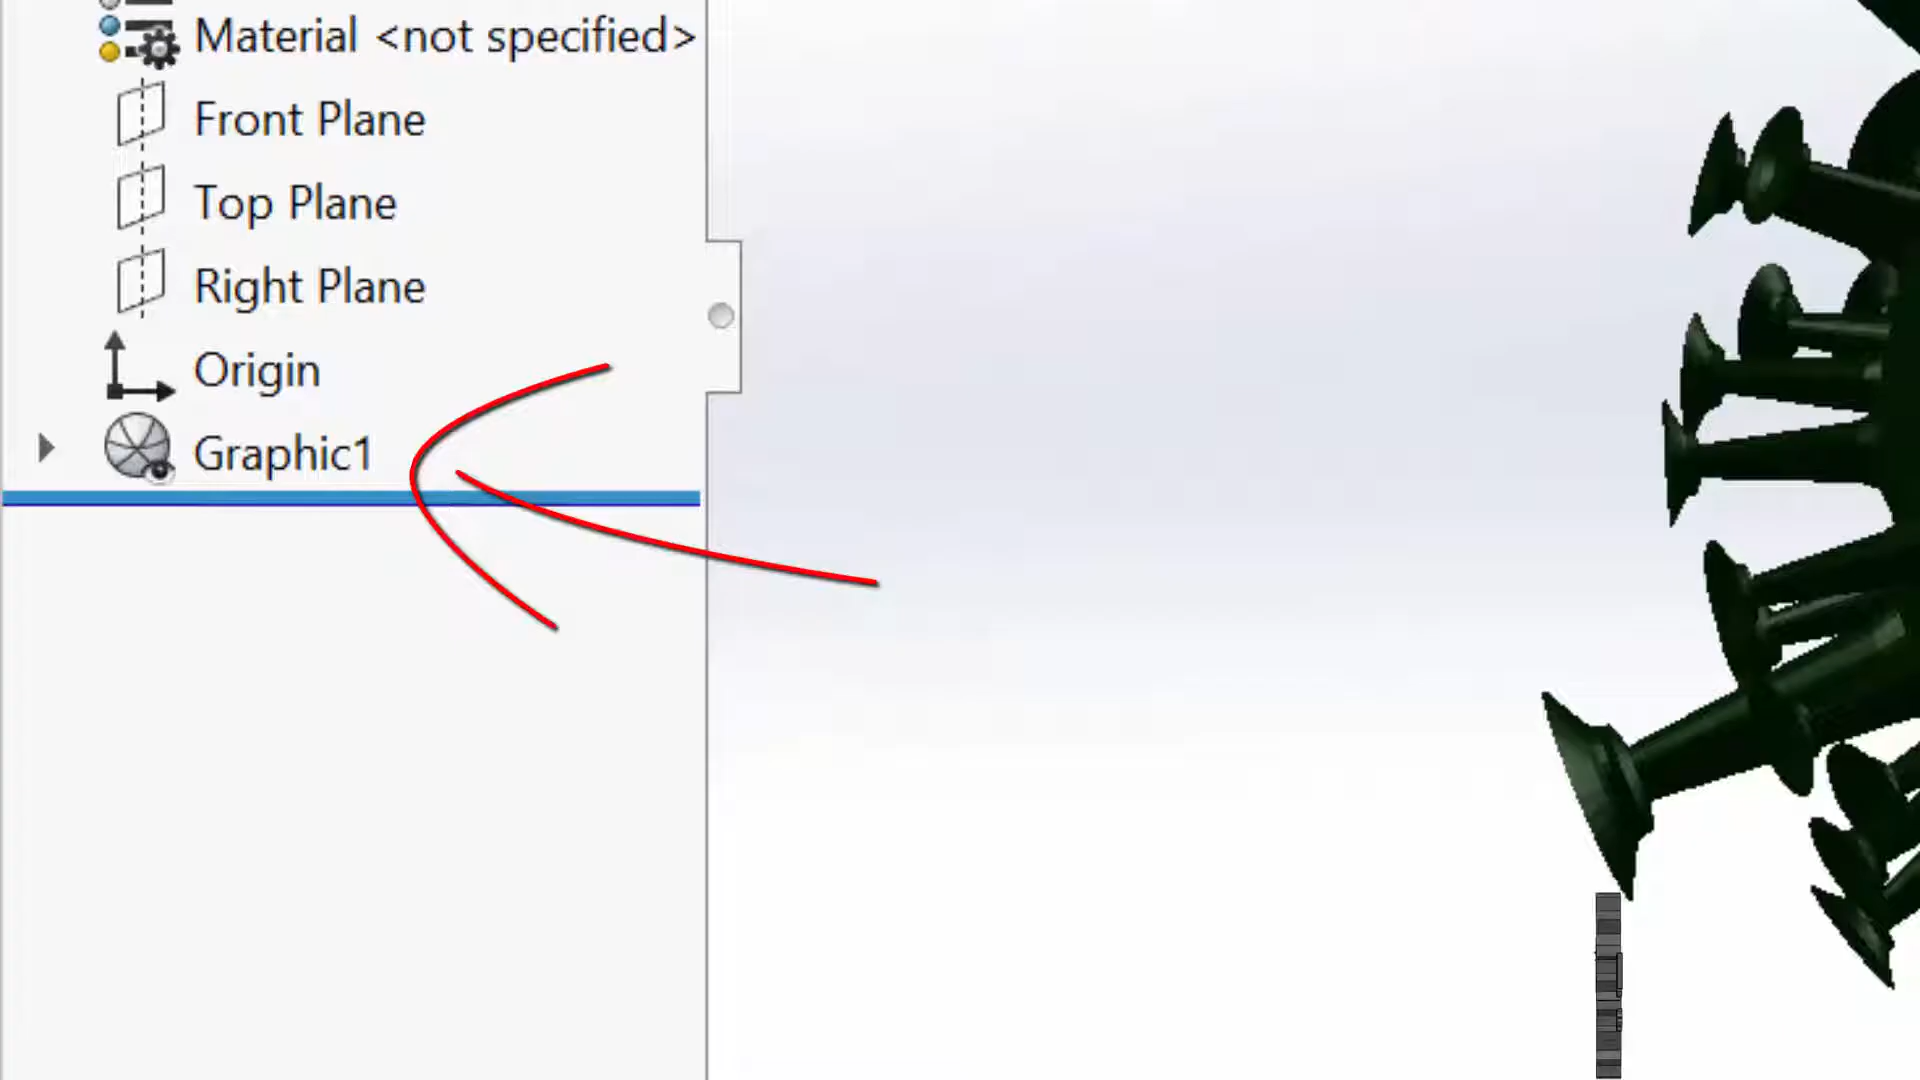 Material <not specified>
Front Plane
Top Plane
Right Plane
Origin
Graphic1